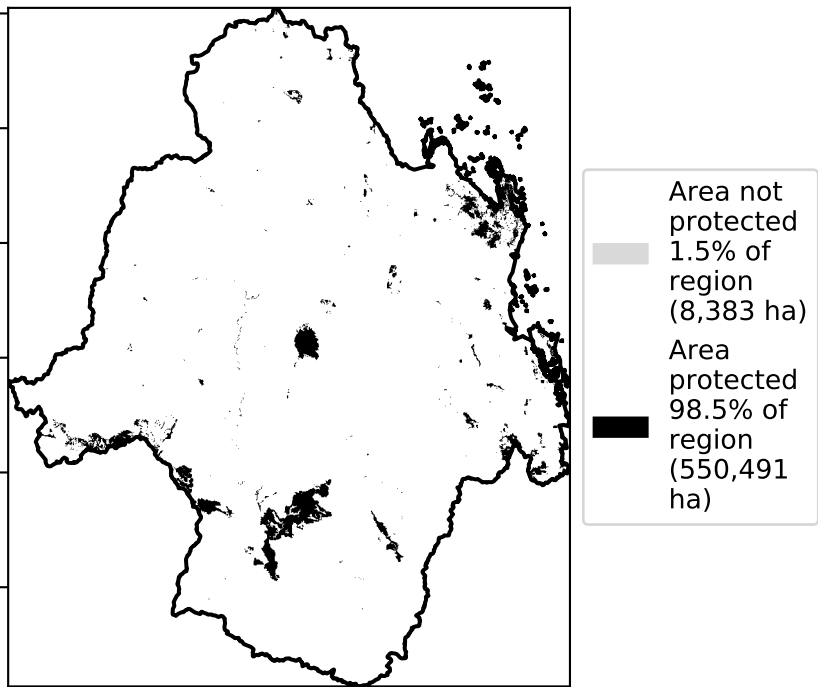 Area not
protected
1.5% of
region
(8,383 ha)
Area
protected
98.5% of
region
(550,491
ha)